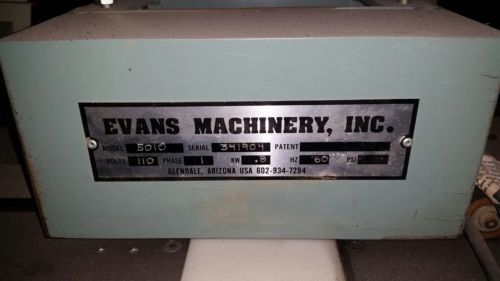 EVANS MACHINERY, INC.
MODEL 5010 SERIAL 341904 PATENT
VOLTS 110 PHASE 1 KW .6 HZ 60 PSI
GLENDALE, ARIZONA USA 602-934-7294